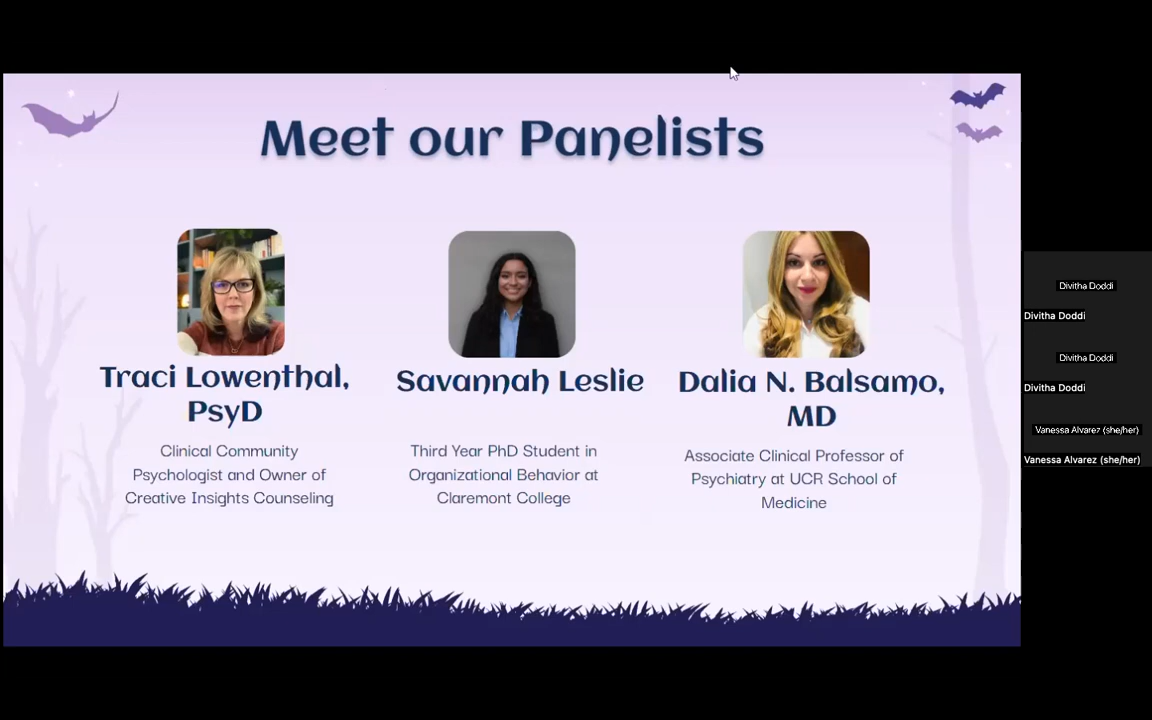 Meet our Panelists
Traci Lowenthal,
PsyD
Clinical Community
Psychologist and Owner of
Creative Insights Counseling
Savannah Leslie
Third Year PhD Student in
Organizational Behavior at
Claremont College
Dalia N. Balsamo,
MD
Associate Clinical Professor of
Psychiatry at UCR School of
Medicine
Divitha Doddi
Divitha Doddi
Divitha Doddi
Divitha Doddi
Vanessa Alvarez (she/her)
Vanessa Alvarez (she/her)